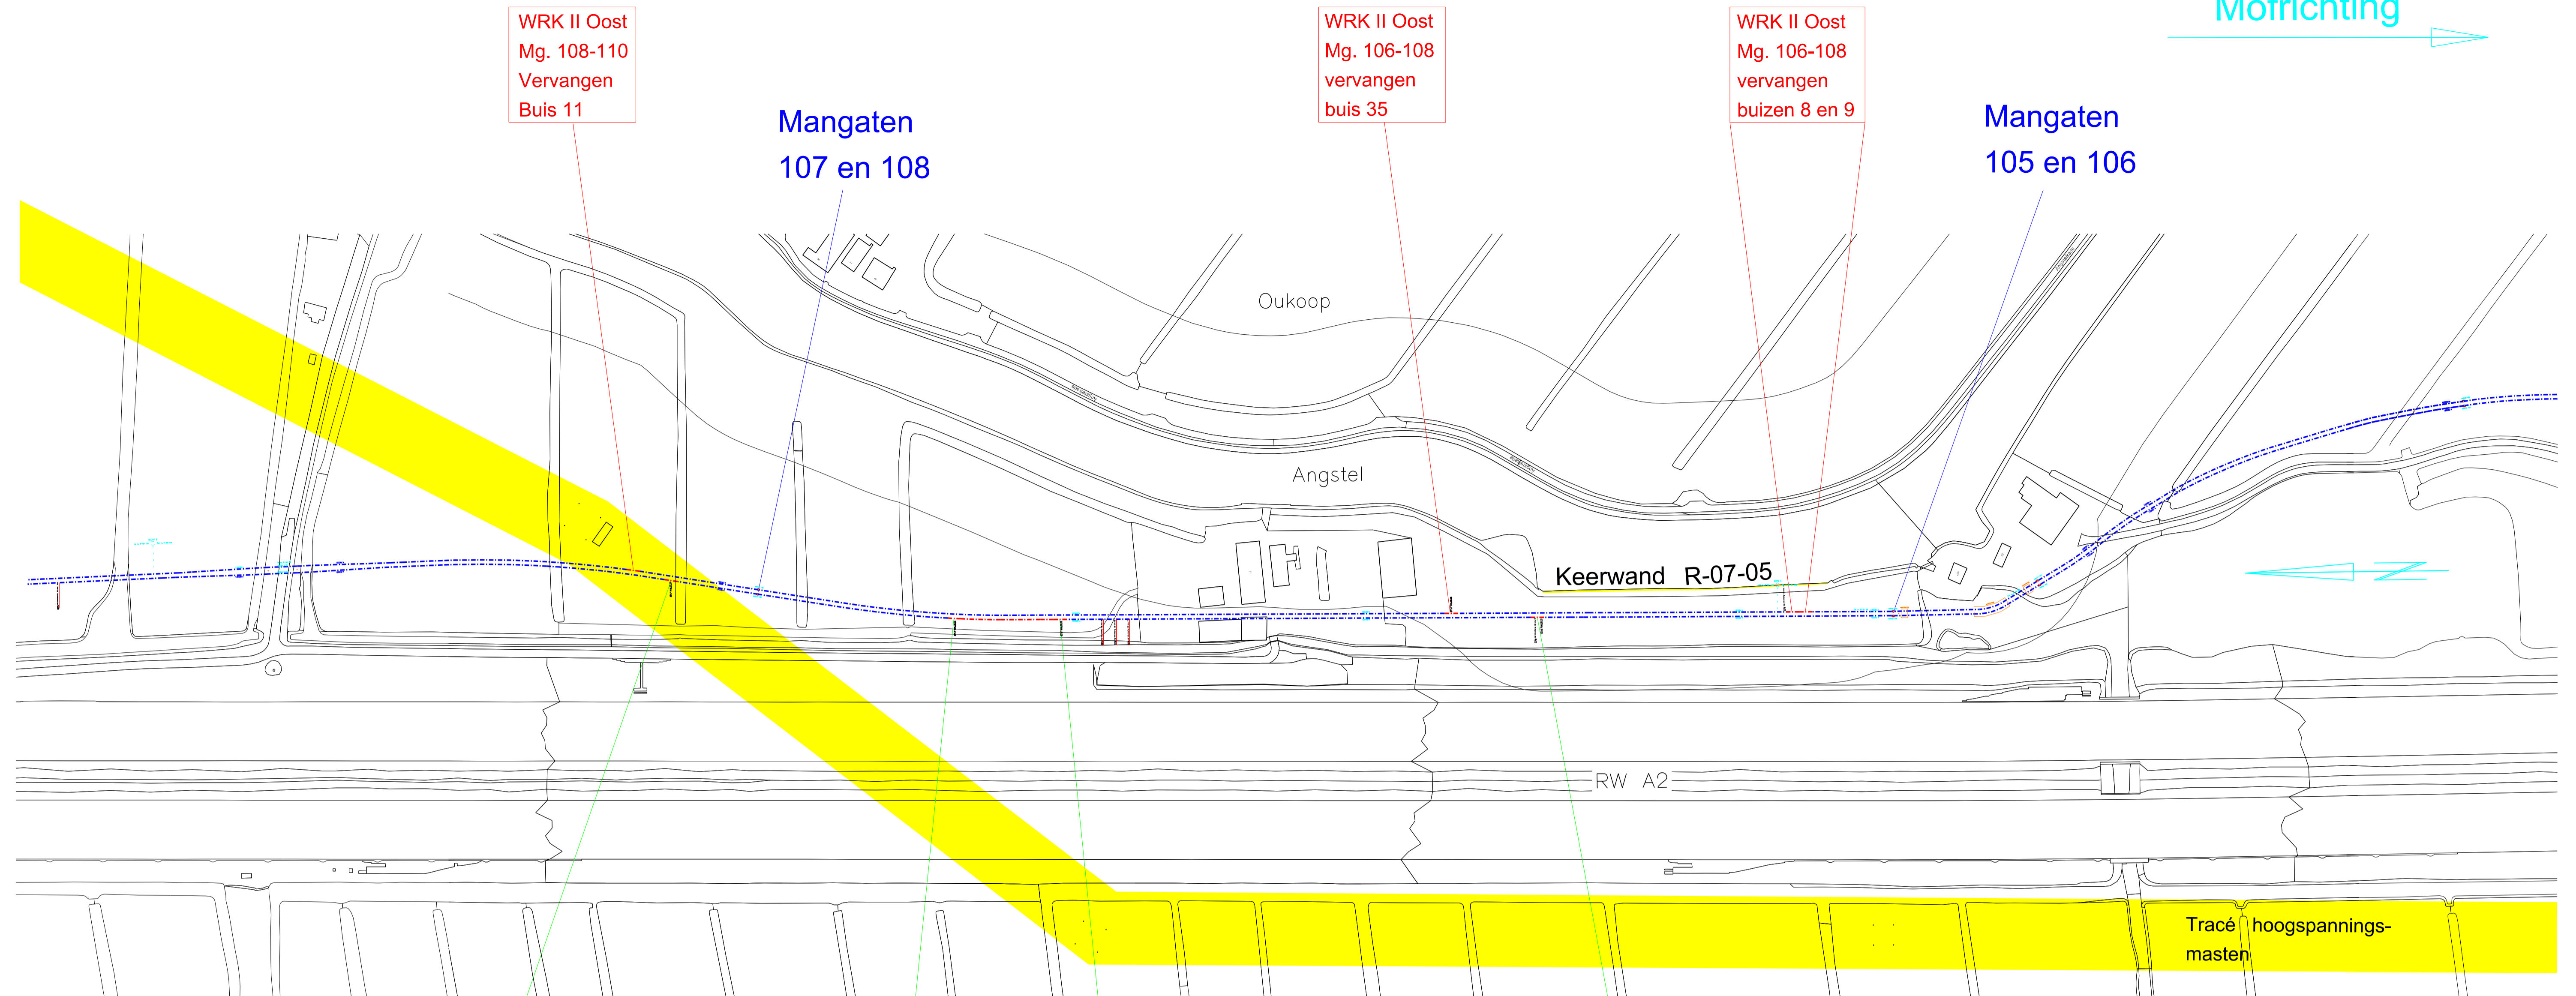 WRK II Oost
Mg. 108-110
Vervangen
Buis 11
WRK II Oost
Mg. 106-108
vervangen
buis 35
WRK II Oost
Mg. 106-108
vervangen
buizen 8 en 9
Mofrichting
Mangaten
107 en 108
Mangaten
105 en 106
Oukoop
Angstel
Keerwand R-07-05
N
RW A2
Tracé hoogspannings-
masten